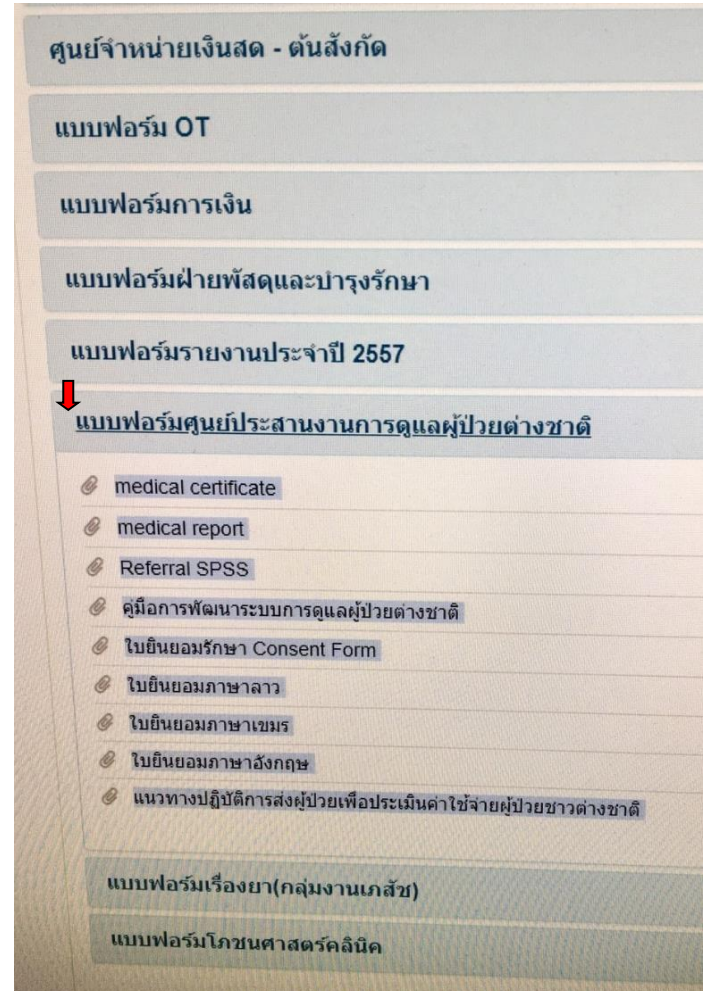 ศูนย์จำหน่ายเงินสด - ต้นสังกัด
แบบฟอร์ม OT
แบบฟอร์มการเงิน
แบบฟอร์มฝ่ายพัสดุและบำรุงรักษา
แบบฟอร์มรายงานประจำปี 2557
แบบฟอร์มศูนย์ประสานงานการดูแลผู้ป่วยต่างชาติ
medical certificate
medical report
Referral SPSS
คู่มือการพัฒนาระบบการดูแลผู้ป่วยต่างชาติ
ใบยินยอมรักษา Consent Form
ใบยินยอมภาษาลาว
ใบยินยอมภาษาเขมร
ใบยินยอมภาษาอังกฤษ
แนวทางปฏิบัติการส่งผู้ป่วยเพื่อประเมินค่าใช้จ่ายผู้ป่วยชาวต่างชาติ
แบบฟอร์มเรื่องยา(กลุ่มงานเภสัช)
แบบฟอร์มโภชนศาสตร์คลินิค